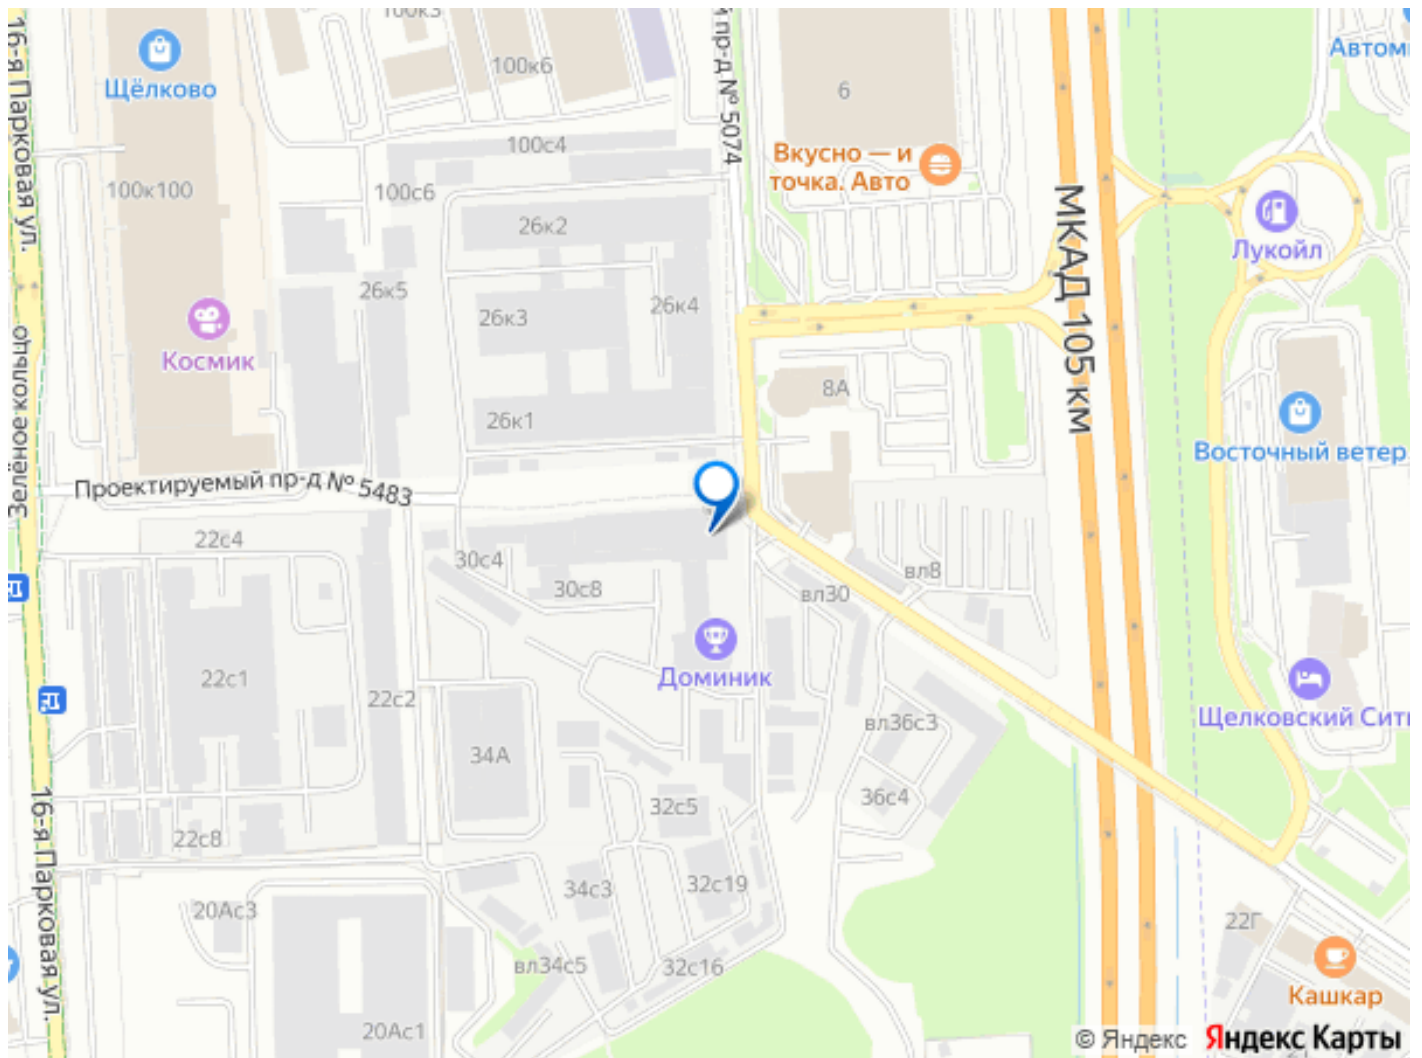 100к3
16-я Парковая ул.
Щёлково
100к6
пр-д № 5074
6
Вкусно — и
точка. Авто
100с4
100к100
100с6
26к2
МКАД 105 км
Лукойл
26к5
26к3
26к4
Космик
Зелёное кольцо
8А
26к1
Восточный ветер
Проектируемый пр-д № 5483
22с4
30с4
30с8
вл8
вл30
Доминик
22с1
22с2
Щелковский Сити
вл36с3
34А
36с4
32с5
16-я Парковая ул.
22с8
34с3
32с19
20Ас3
22Г
вл34с5
32с16
Кашкар
20Ас1
© Яндекс Яндекс Карты